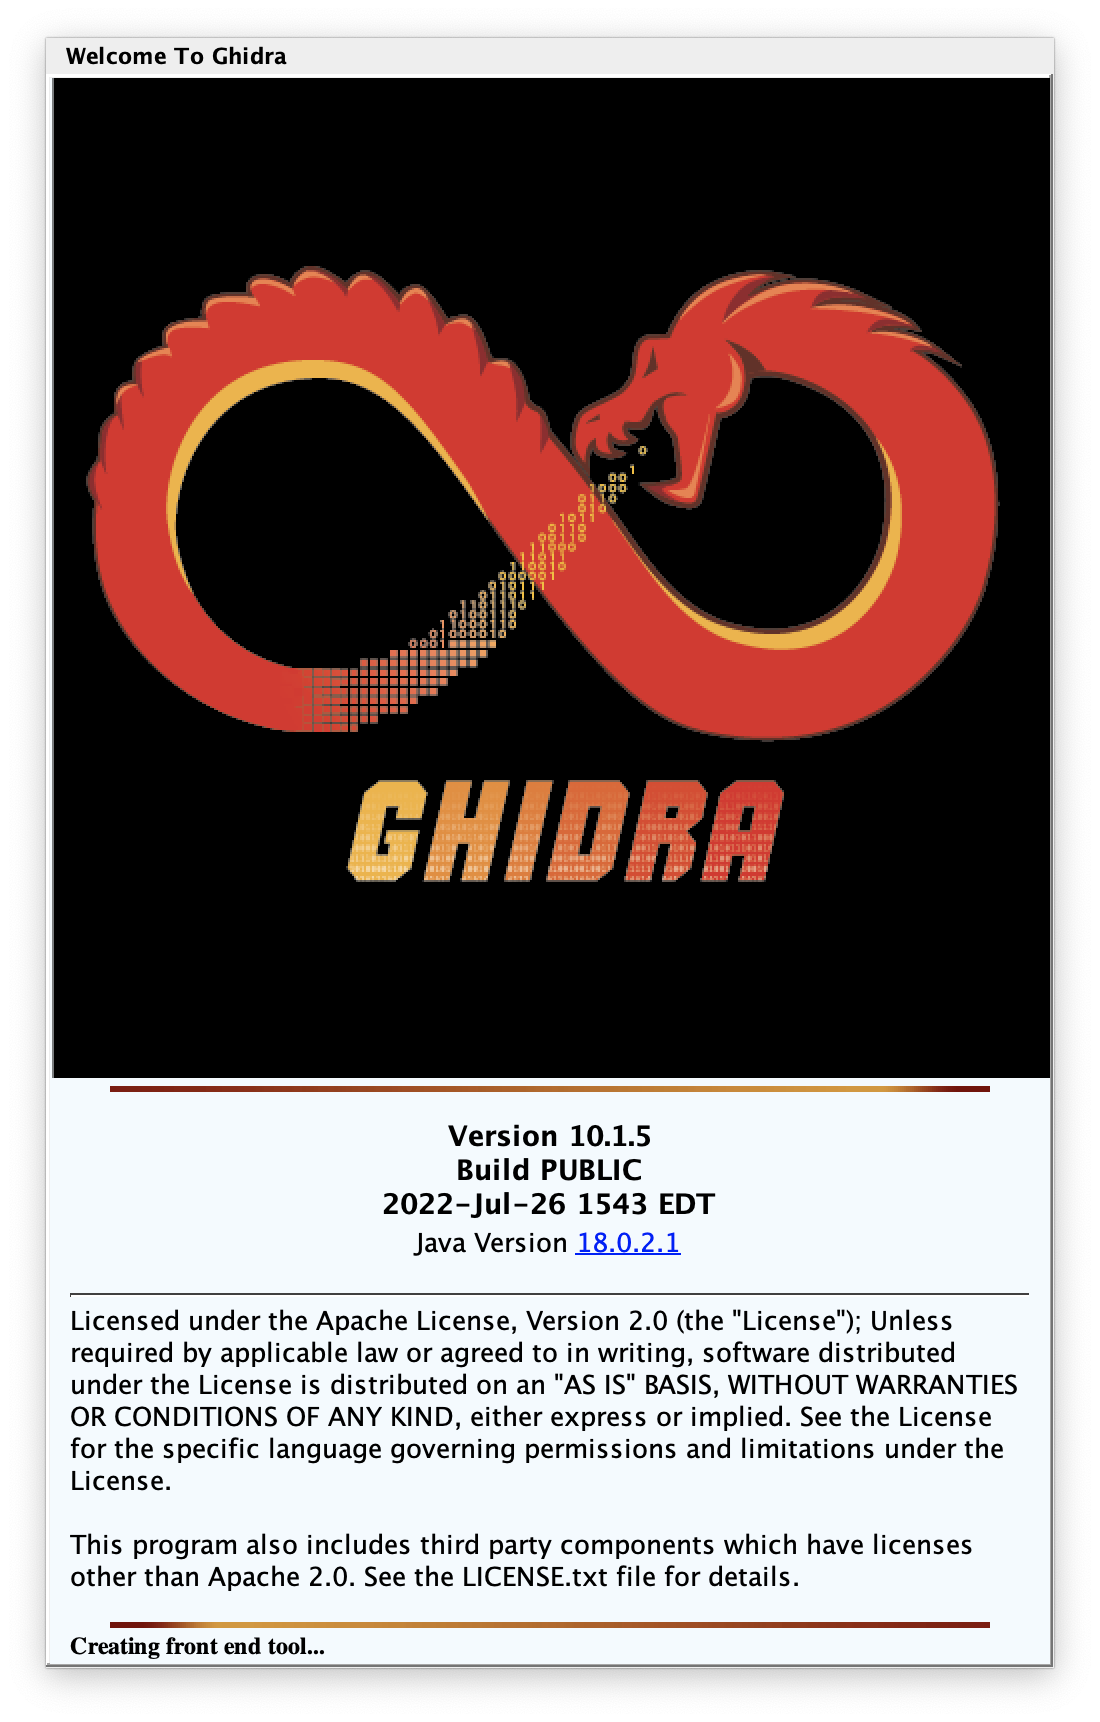 Welcome To Ghidra
GHIDRA
Version 10.1.5
Build PUBLIC
2022-Jul-26 1543 EDT
Java Version 18.0.2.1
Licensed under the Apache License, Version 2.0 (the "License"); Unless
required by applicable law or agreed to in writing, software distributed
under the License is distributed on an "AS IS" BASIS, WITHOUT WARRANTIES
OR CONDITIONS OF ANY KIND, either express or implied. See the License
for the specific language governing permissions and limitations under the
License.
This program also includes third party components which have licenses
other than Apache 2.0. See the LICENSE.txt file for details.
Creating front end tool...